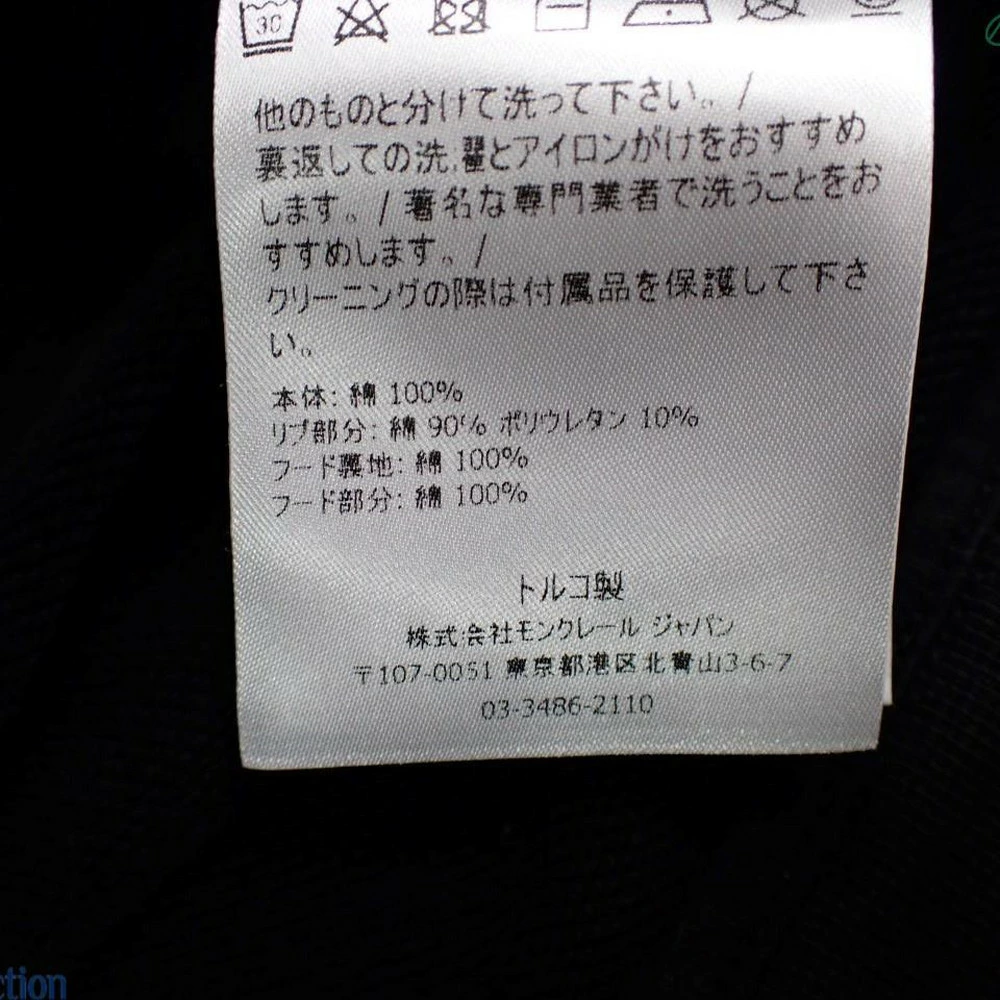 30
他のものと分けて洗って下さい。/
裏返しての洗濯とアイロンがけをおすすめ
します。/ 著名な専門業者で洗うことをお
すすめします。/
クリーニングの際は付属品を保護して下さ
い。
本体: 綿 100%
リブ部分: 綿 90% ポリウレタン 10%
フード裏地: 綿 100%
フード部分: 綿 100%
トルコ製
株式会社モンクレール ジャパン
〒107-0051 東京都港区北青山3-6-7
03-3486-2110
ction